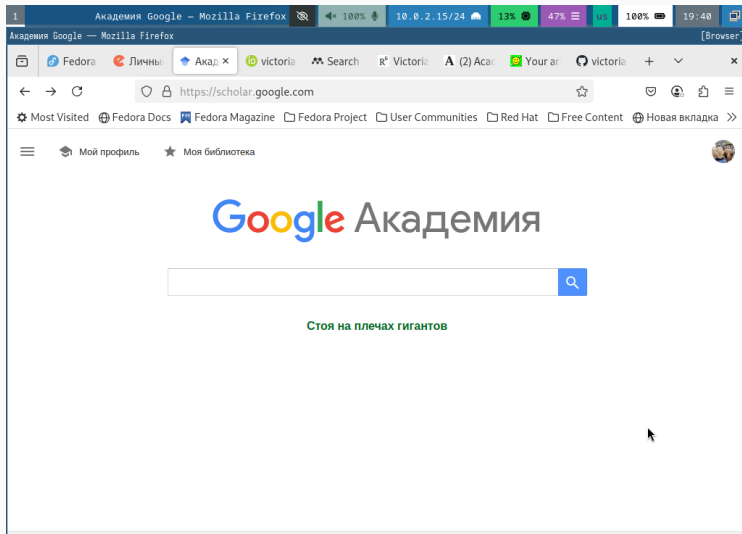 1 Академия Google — Mozilla Firefox 100% 10.0.2.15/24 13% 47% us 100% 19:40
Академия Google — Mozilla Firefox [Browser]
Fedora Личны Акад victoria Search Victoria (2) Acac Your ar victoria
https://scholar.google.com
Most Visited Fedora Docs Fedora Magazine Fedora Project User Communities Red Hat Free Content Новая вкладка
Мой профиль Моя библиотека
Google Академия
Стоя на плечах гигантов